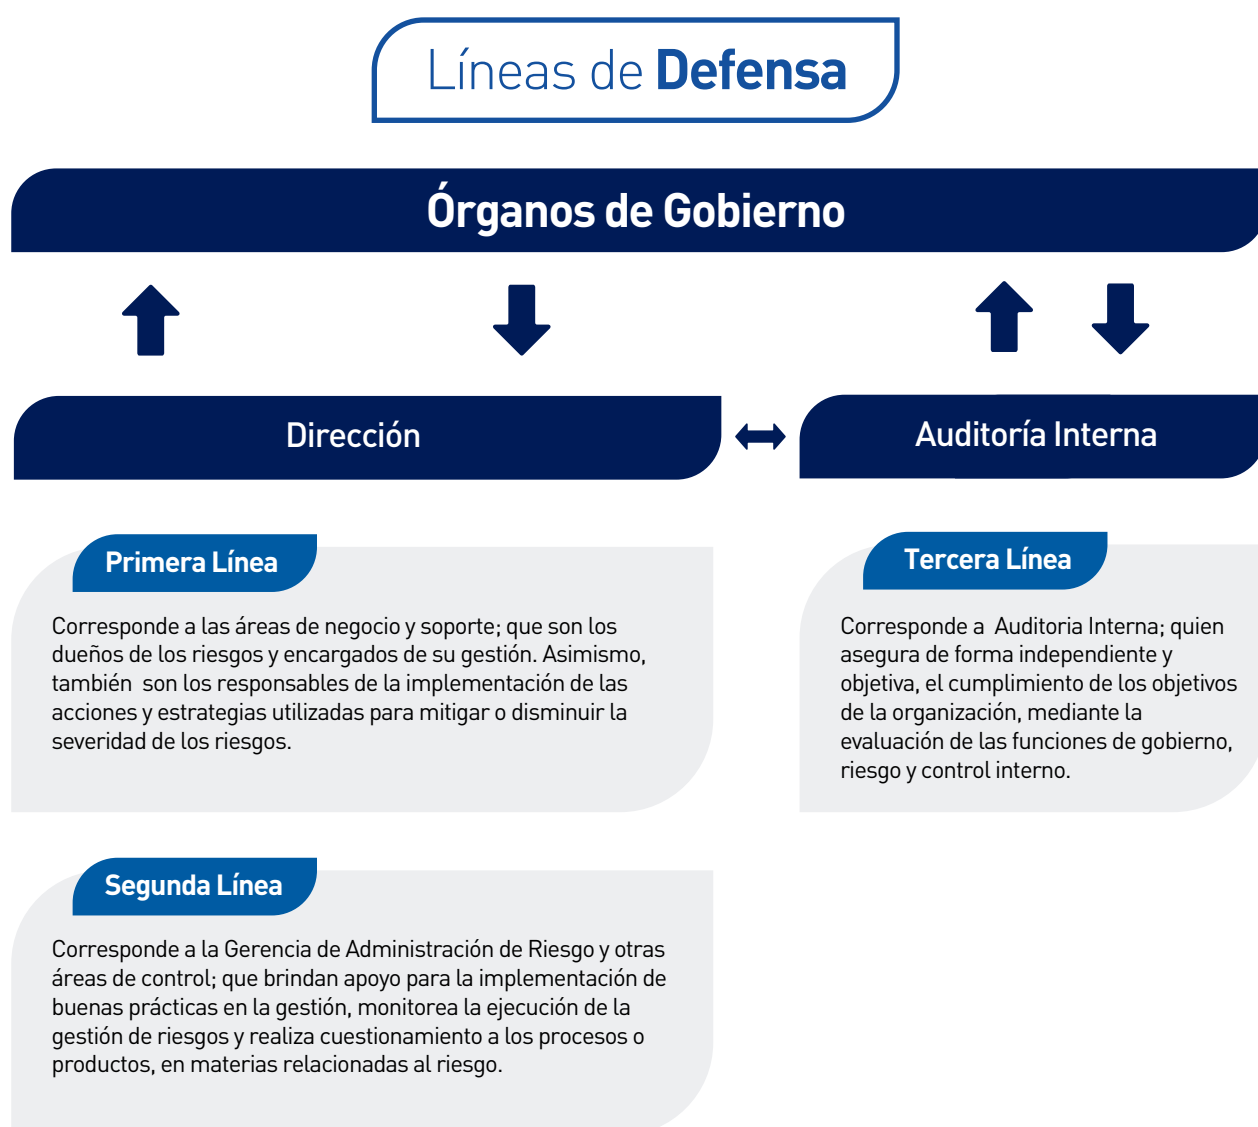 Líneas de Defensa
Órganos de Gobierno
Dirección
Auditoría Interna
Primera Línea
Corresponde a las áreas de negocio y soporte; que son los
dueños de los riesgos y encargados de su gestión. Asimismo,
también son los responsables de la implementación de las
acciones y estrategias utilizadas para mitigar o disminuir la
severidad de los riesgos.
Tercera Línea
Corresponde a Auditoria Interna; quien
asegura de forma independiente y
objetiva, el cumplimiento de los objetivos
de la organización, mediante la
evaluación de las funciones de gobierno,
riesgo y control interno.
Segunda Línea
Corresponde a la Gerencia de Administración de Riesgo y otras
áreas de control; que brindan apoyo para la implementación de
buenas prácticas en la gestión, monitorea la ejecución de la
gestión de riesgos y realiza cuestionamiento a los procesos o
productos, en materias relacionadas al riesgo.